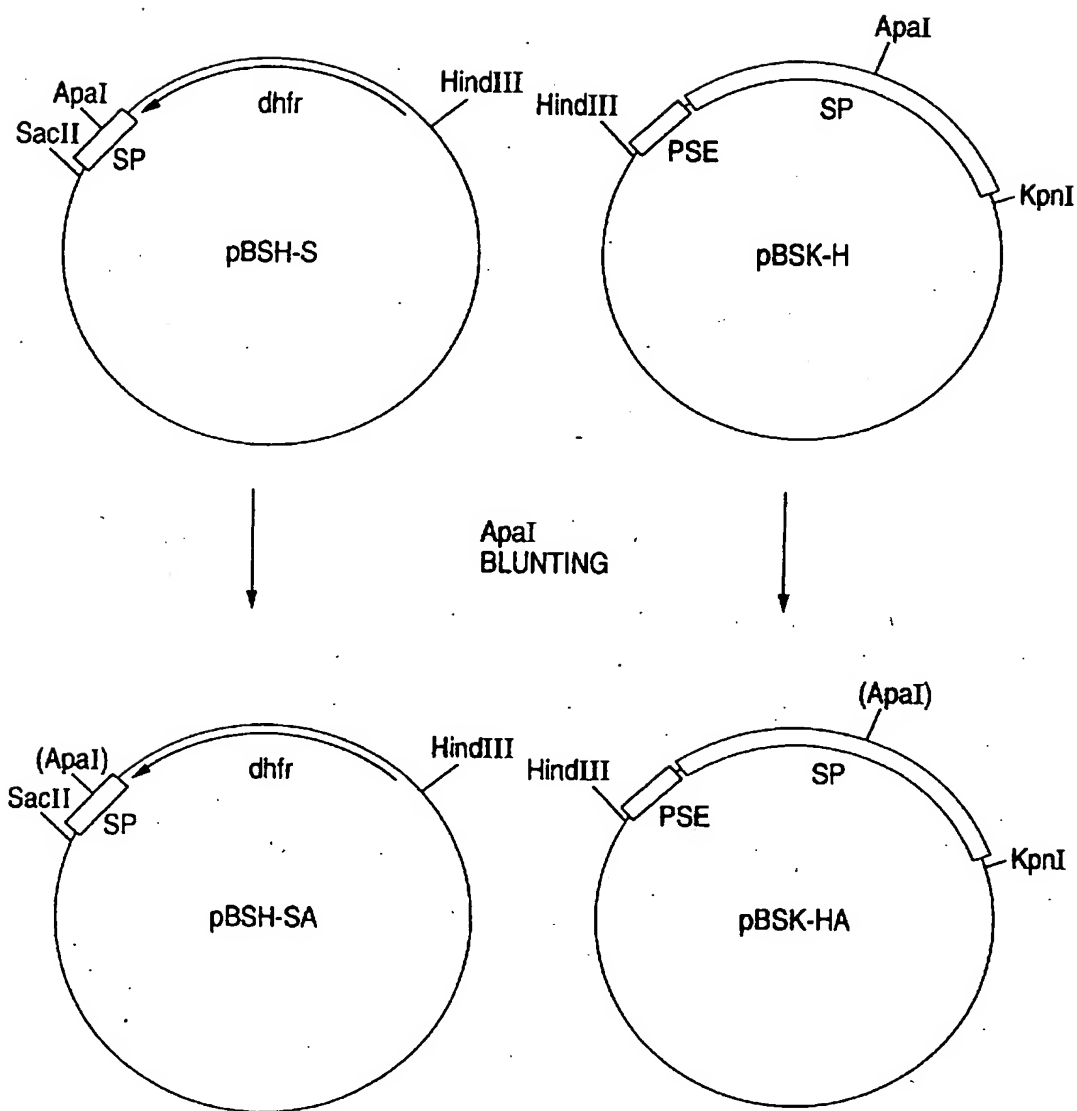 ApaI
SacII
SP
dhfr
HindIII
pBSH-S
HindIII
PSE
SP
ApaI
KpnI
pBSK-H
ApaI
BLUNTING
(ApaI)
SacII
SP
dhfr
HindIII
pBSH-SA
HindIII
PSE
SP
(ApaI)
KpnI
pBSK-HA